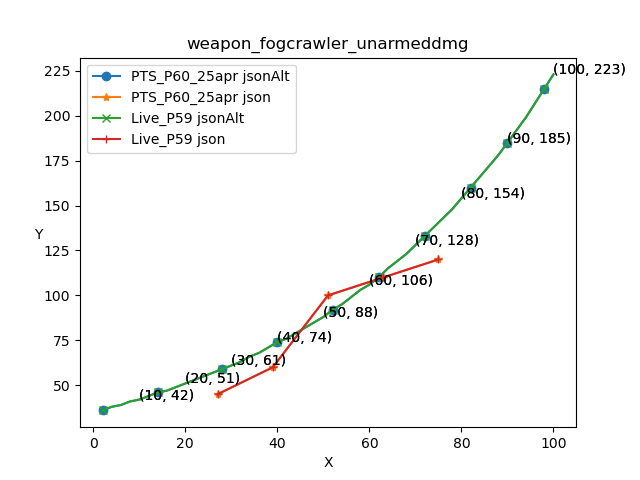 weapon_fogcrawler_unarmeddmg
PTS_P60_25apr jsonAlt
PTS_P60_25apr json
Live_P59 jsonAlt
Live_P59 json
Y
225
200
175
150
125
100
75
50
(100, 223)
(90, 185)
(80, 154)
(70, 128)
(60, 106)
(50, 88)
(40, 74)
(30, 61)
(20, 51)
(10, 42)
0 20 40 60 80 100
X